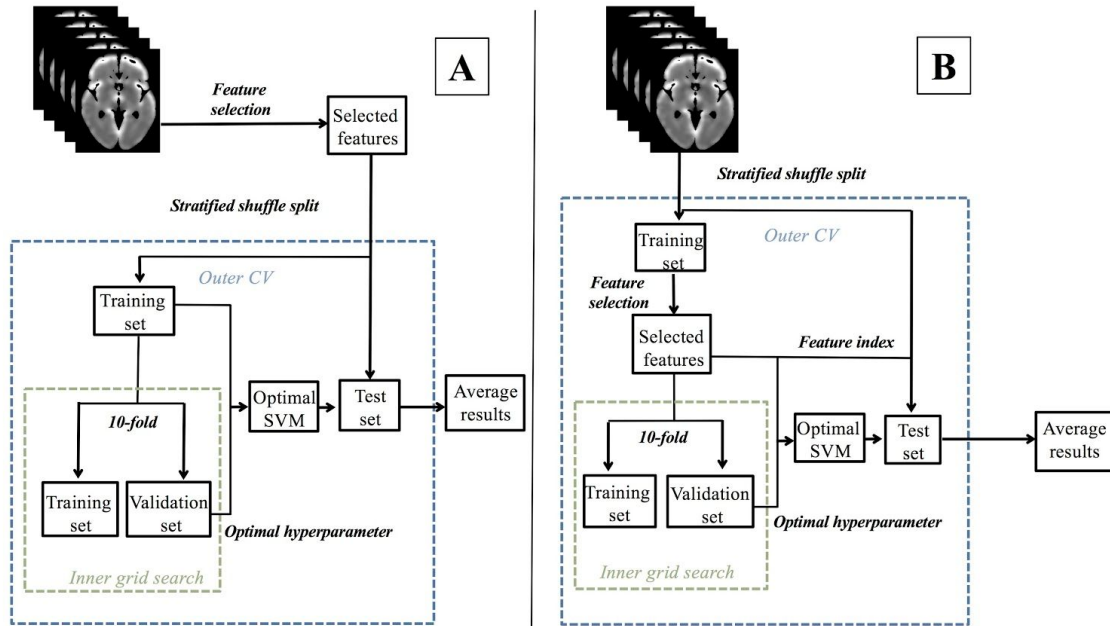 A
Feature
selection
Selected
features
Stratified shuffle split
Outer CV
Training
set
10-fold
Training
set
Validation
set
Optimal
SVM
Test
set
Average
results
Optimal hyperparameter
Inner grid search
B
Stratified shuffle split
Outer CV
Training
set
Feature
selection
Selected
features
Feature index
10-fold
Training
set
Validation
set
Optimal
SVM
Test
set
Average
results
Optimal hyperparameter
Inner grid search